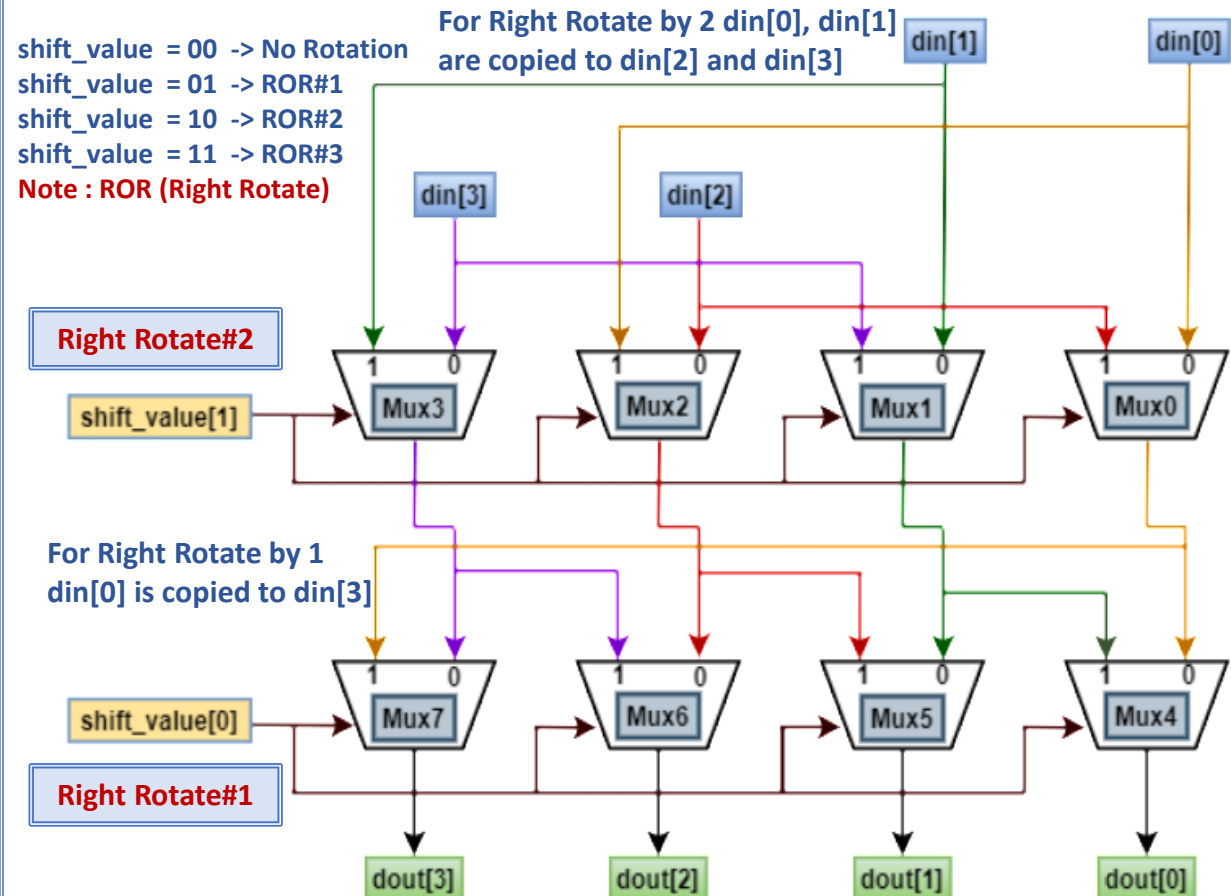 For Right Rotate by 2 din[0], din[1]
are copied to din[2] and din[3]
shift_value  = 00  -> No Rotation
shift_value  = 01  -> ROR#1
shift_value  = 10  -> ROR#2
shift_value  = 11  -> ROR#3
Note : ROR (Right Rotate)
din[1]
din[0]
din[3]
din[2]
Right Rotate#2
1 0 1 0 1 0 1 0
shift_value[1]
Mux3
Mux2
Mux1
Mux0
For Right Rotate by 1
din[0] is copied to din[3]
1 0 1 0 1 0 1 0
shift_value[0]
Mux7
Mux6
Mux5
Mux4
Right Rotate#1
dout[3]
dout[2]
dout[1]
dout[0]